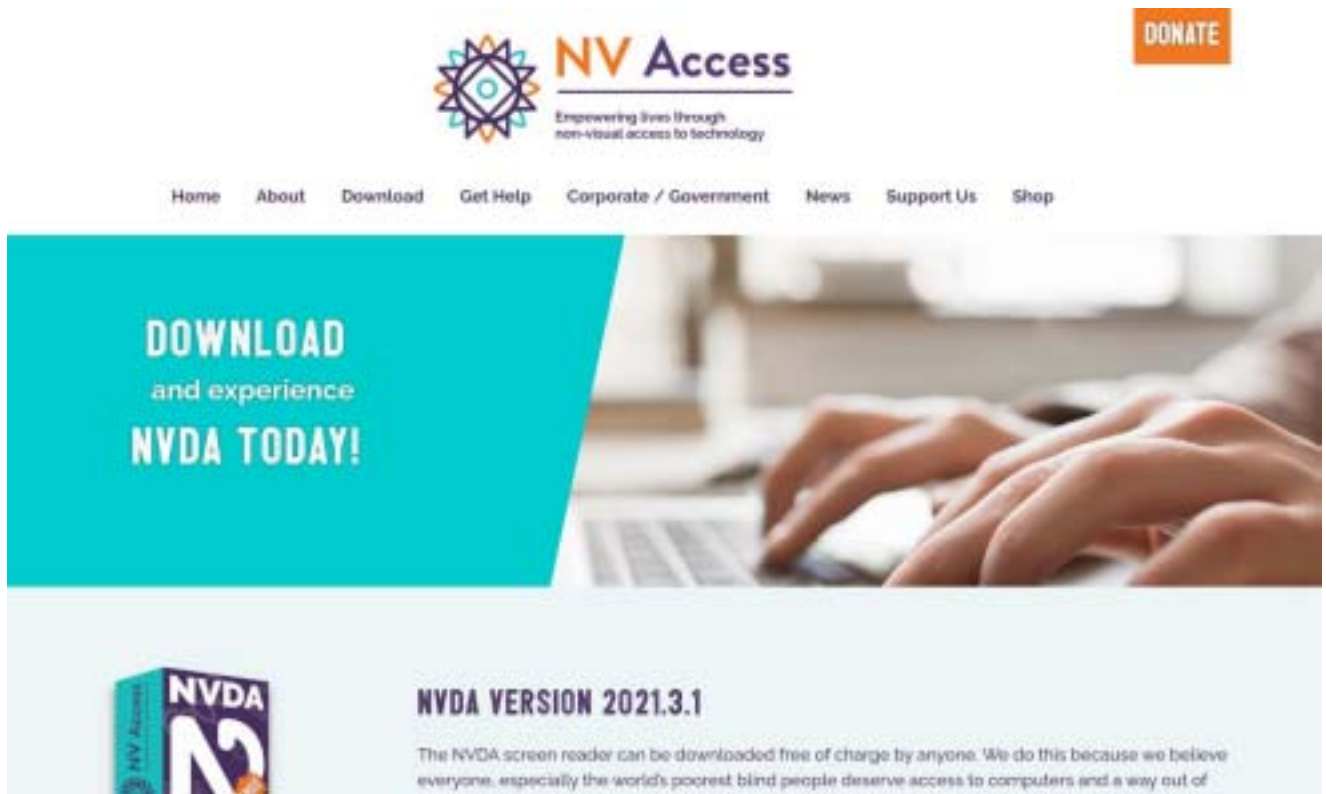 DONATE
NV Access
Empowering lives through
non-visual access to technology
Home About Download Get Help Corporate / Government News Support Us Shop
DOWNLOAD
and experience
NVDA TODAY!
NVDA
NV Access
NVDA VERSION 2021.3.1
The NVDA screen reader can be downloaded free of charge by anyone. We do this because we believe
everyone, especially the world's poorest blind people deserve access to computers and a way out of